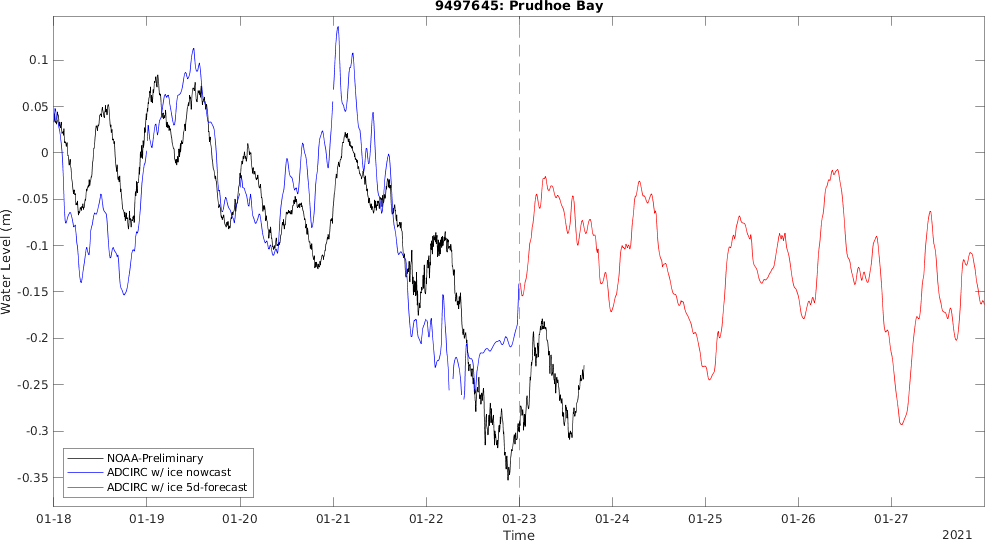 9497645: Prudhoe Bay
Water Level (m)
0.1
0.05
0
-0.05
-0.1
-0.15
-0.2
-0.25
-0.3
-0.35
NOAA-Preliminary
ADCIRC w/ ice nowcast
ADCIRC w/ ice 5d-forecast
01-18 01-19 01-20 01-21 01-22 01-23 01-24 01-25 01-26 01-27
Time
2021